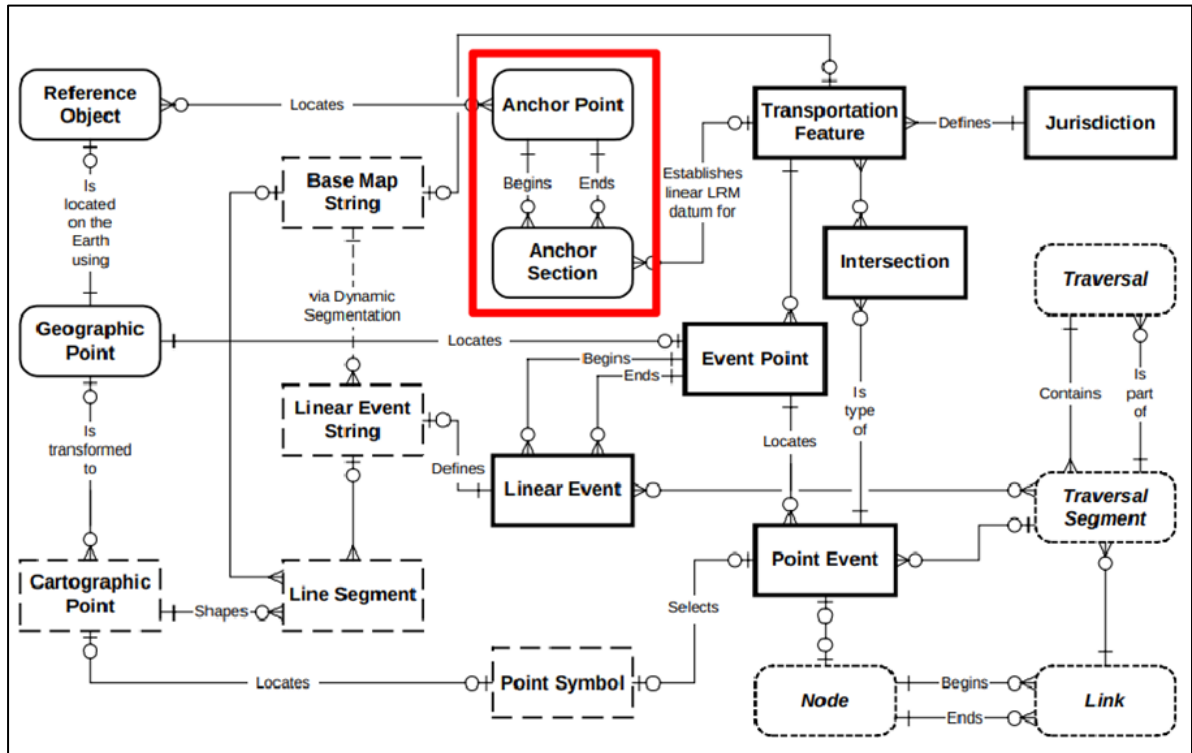 Reference
Object
Locates
Anchor Point
Transportation
Feature
Defines
Jurisdiction
Is
located
on the
Earth
using
Base Map
String
Begins
Ends
Establishes
linear LRM
datum for
Anchor
Section
Intersection
Traversal
via Dynamic
Segmentation
Geographic
Point
Locates
Event Point
Begins
Ends
Is
transformed
to
Linear Event
String
Defines
Linear Event
Locates
Is
type
of
Contains
Is
part
of
Traversal
Segment
Cartographic
Point
Shapes
Line Segment
Point Event
Selects
Locates
Point Symbol
Node
Begins
Ends
Link